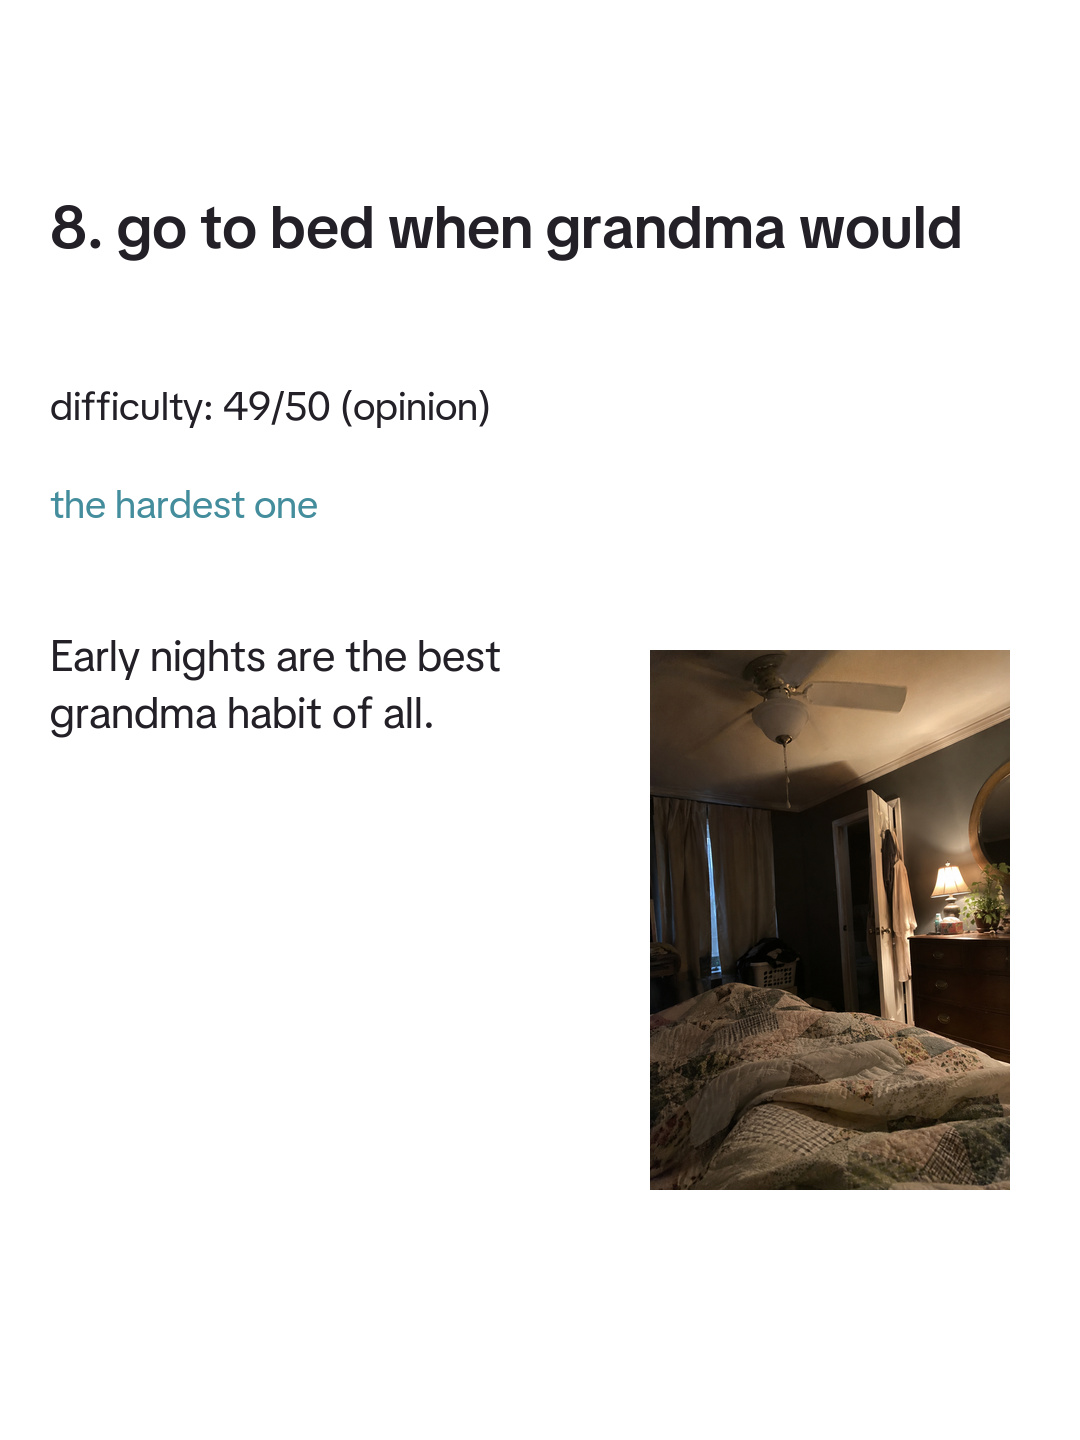 8. go to bed when grandma would
difficulty: 49/50 (opinion)
the hardest one
Early nights are the best
grandma habit of all.